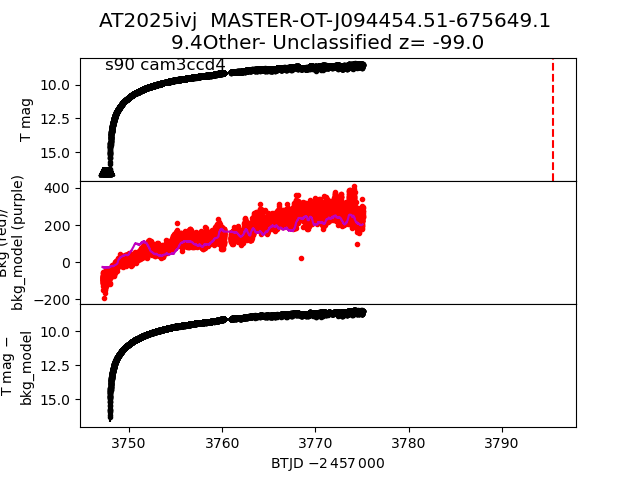 AT2025ivj  MASTER-OT-J094454.51-675649.1
9.4Other- Unclassified z= -99.0
s90 cam3ccd4
10.0
12.5
15.0
T mag
400
200
0
−200
Bkg (red)/
bkg_model (purple)
10.0
12.5
15.0
T mag −
bkg_model
3750 3760 3770 3780 3790
BTJD −2 457 000